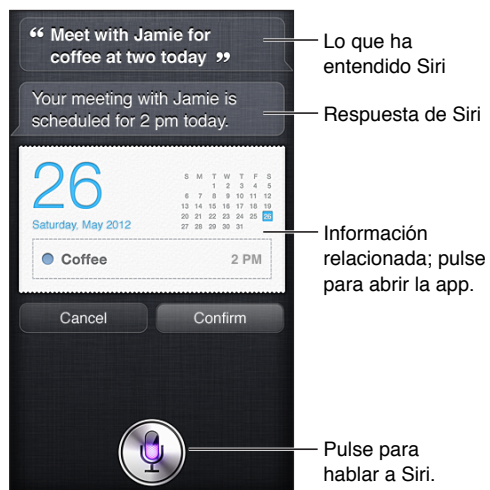 “ Meet with Jamie for
coffee at two today ”
Lo que ha
entendido Siri
Your meeting with Jamie is
scheduled for 2 pm today.
Respuesta de Siri
26
Saturday, May 2012
S M T W T F S
1 2 3 4 5
6 7 8 9 10 11 12
13 14 15 16 17 18 19
20 21 22 23 24 25 26
27 28 29 30 31
Coffee 2 PM
Información
relacionada; pulse
para abrir la app.
Cancel Confirm
Pulse para
hablar a Siri.